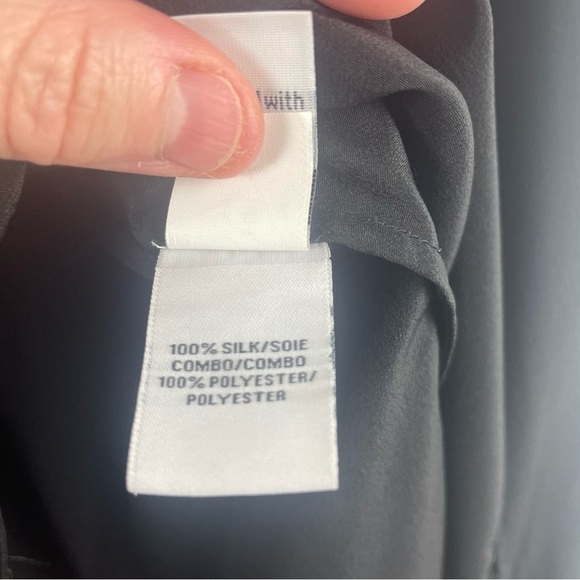 with
100% SILK/SOIE
COMBO/COMBO
100% POLYESTER/
POLYESTER